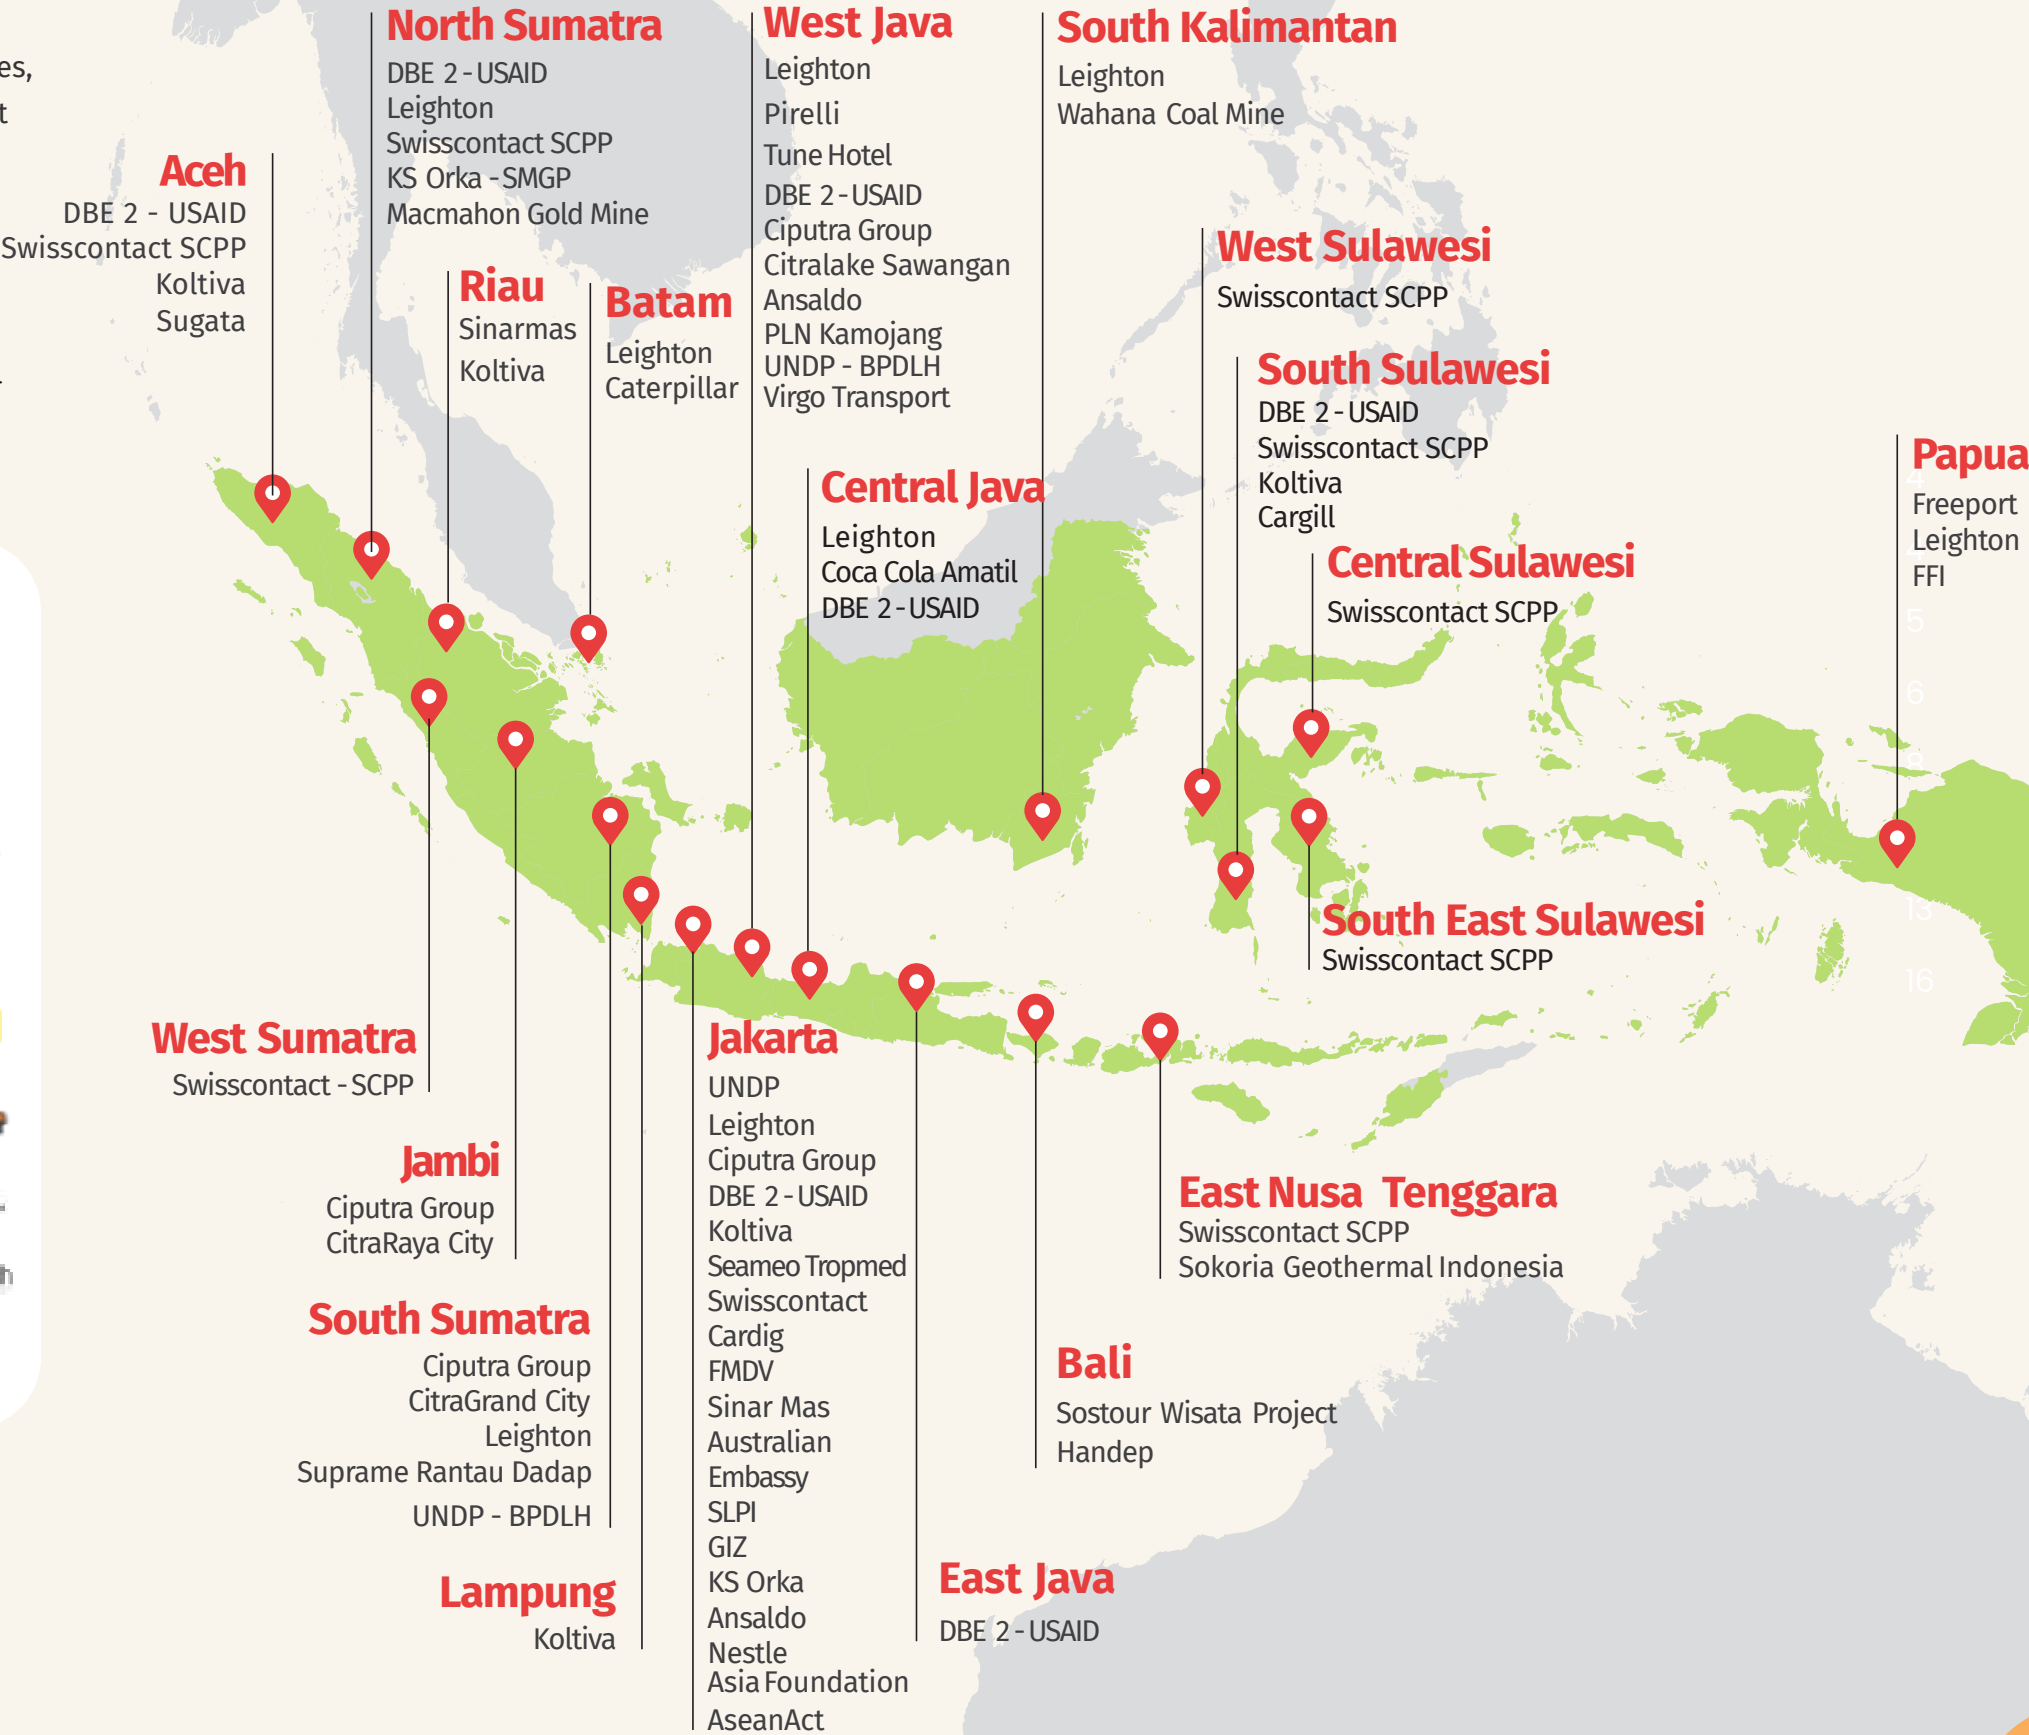 es,
t
North Sumatra
DBE 2 - USAID
Leighton
Swisscontact SCPP
KS Orka - SMGP
Macmahon Gold Mine
West Java
Leighton
Pirelli
Tune Hotel
DBE 2 - USAID
Ciputra Group
Citralake Sawangan
Ansaldo
PLN Kamojang
UNDP - BPDLH
Virgo Transport
South Kalimantan
Leighton
Wahana Coal Mine
Aceh
DBE 2 - USAID
Swisscontact SCPP
Koltiva
Sugata
Riau
Sinarmas
Koltiva
Batam
Leighton
Caterpillar
West Sulawesi
Swisscontact SCPP
South Sulawesi
DBE 2 - USAID
Swisscontact SCPP
Koltiva
Cargill
Central Java
Leighton
Coca Cola Amatil
DBE 2 - USAID
Central Sulawesi
Swisscontact SCPP
Papua
Freeport
Leighton
FFI
4
5
6
8
13
16
South East Sulawesi
Swisscontact SCPP
West Sumatra
Swisscontact - SCPP
Jambi
Ciputra Group
CitraRaya City
South Sumatra
Ciputra Group
CitraGrand City
Leighton
Suprame Rantau Dadap
UNDP - BPDLH
Lampung
Koltiva
Jakarta
UNDP
Leighton
Ciputra Group
DBE 2 - USAID
Koltiva
Seameo Tropmed
Swisscontact
Cardig
FMDV
Sinar Mas
Australian
Embassy
SLPI
GIZ
KS Orka
Ansaldo
Nestle
Asia Foundation
AseanAct
East Java
DBE 2 - USAID
Bali
Sostour Wisata Project
Handep
East Nusa Tenggara
Swisscontact SCPP
Sokoria Geothermal Indonesia